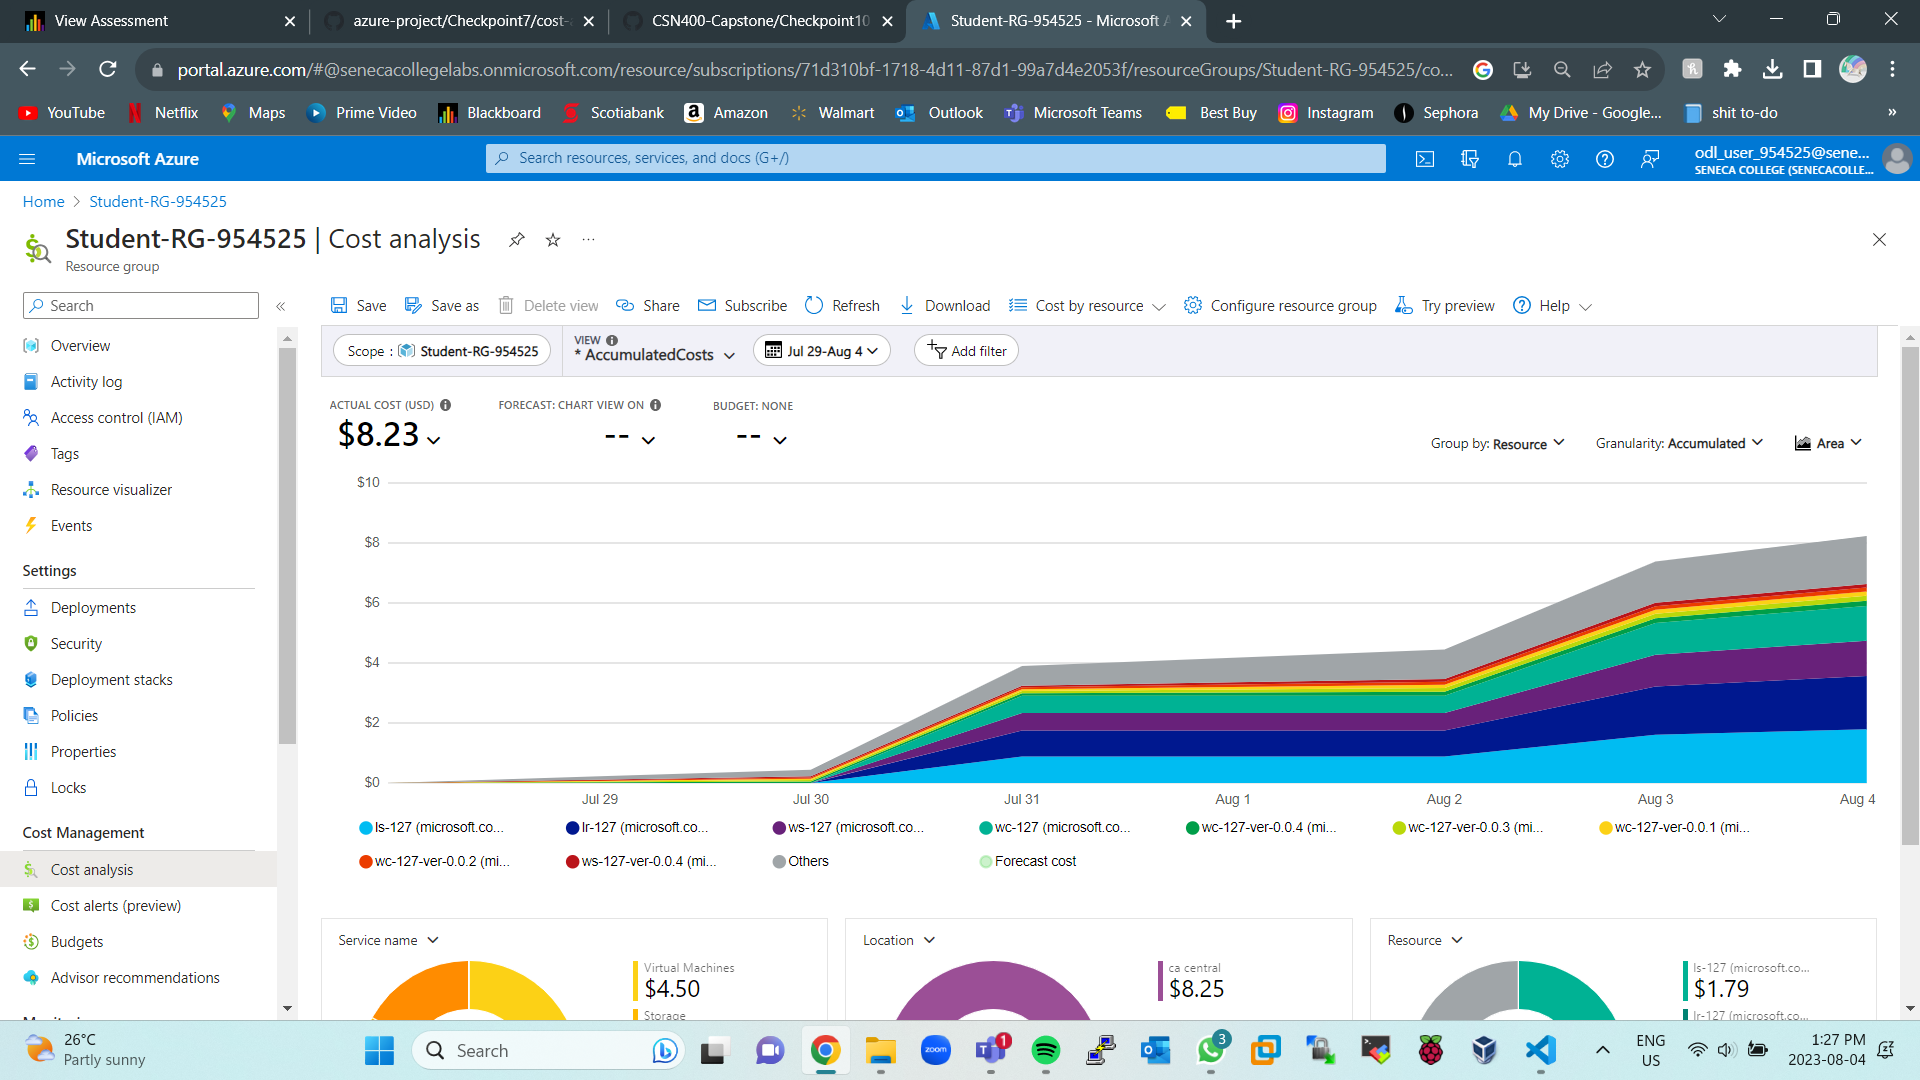 View Assessment
azure-project/Checkpoint7/cost-
CSN400-Capstone/Checkpoint10
Student-RG-954525 - Microsoft A
portal.azure.com/#@senecacollegelabs.onmicrosoft.com/resource/subscriptions/71d310bf-1718-4d11-87d1-99a7d4e2053f/resourceGroups/Student-RG-954525/co...
YouTube Netflix Maps Prime Video Blackboard Scotiabank Amazon Walmart Outlook Microsoft Teams Best Buy Instagram Sephora My Drive - Google... shit to-do »
Microsoft Azure
Search resources, services, and docs (G+/)
odl_user_954525@sene...
SENECA COLLEGE (SENECACOLLE...
Home > Student-RG-954525
Student-RG-954525 | Cost analysis ...
Resource group
Search «
Save Save as Delete view Share Subscribe Refresh Download Cost by resource Configure resource group Try preview Help
Overview
Activity log
Access control (IAM)
Tags
Resource visualizer
Events
Settings
Deployments
Security
Deployment stacks
Policies
Properties
Locks
Cost Management
Cost analysis
Cost alerts (preview)
Budgets
Advisor recommendations
Scope : Student-RG-954525
VIEW
* AccumulatedCosts
Jul 29-Aug 4
Add filter
ACTUAL COST (USD)
$8.23
FORECAST: CHART VIEW ON
--
BUDGET: NONE
--
Group by: Resource
Granularity: Accumulated
Area
$10
$8
$6
$4
$2
$0
Jul 29 Jul 30 Jul 31 Aug 1 Aug 2 Aug 3 Aug 4
ls-127 (microsoft.co... lr-127 (microsoft.co... ws-127 (microsoft.co... wc-127 (microsoft.co... wc-127-ver-0.0.4 (mi... wc-127-ver-0.0.3 (mi... wc-127-ver-0.0.1 (mi...
wc-127-ver-0.0.2 (mi... ws-127-ver-0.0.4 (mi... Others Forecast cost
Service name
Virtual Machines
$4.50
Storage
Location
ca central
$8.25
Resource
ls-127 (microsoft.co...
$1.79
lr-127 (microsoft.co...
26°C
Partly sunny
Search
zoom
1
3
ENG
US
1:27 PM
2023-08-04